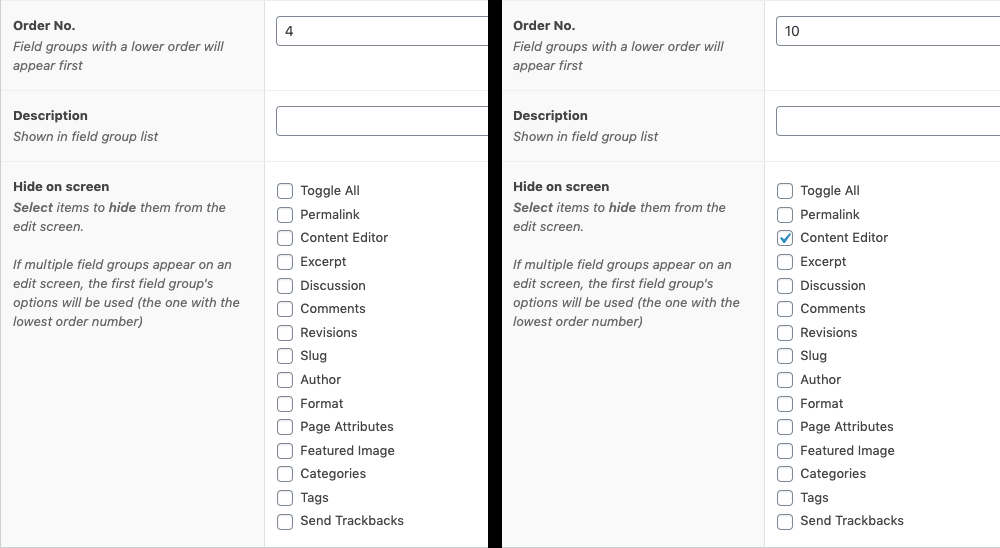 Order No.
Field groups with a lower order will
appear first
4
Description
Shown in field group list
Hide on screen
Select items to hide them from the
edit screen.
If multiple field groups appear on an
edit screen, the first field group's
options will be used (the one with the
lowest order number)
Toggle All
Permalink
Content Editor
Excerpt
Discussion
Comments
Revisions
Slug
Author
Format
Page Attributes
Featured Image
Categories
Tags
Send Trackbacks
Order No.
Field groups with a lower order will
appear first
10
Description
Shown in field group list
Hide on screen
Select items to hide them from the
edit screen.
If multiple field groups appear on an
edit screen, the first field group's
options will be used (the one with the
lowest order number)
Toggle All
Permalink
Content Editor
Excerpt
Discussion
Comments
Revisions
Slug
Author
Format
Page Attributes
Featured Image
Categories
Tags
Send Trackbacks